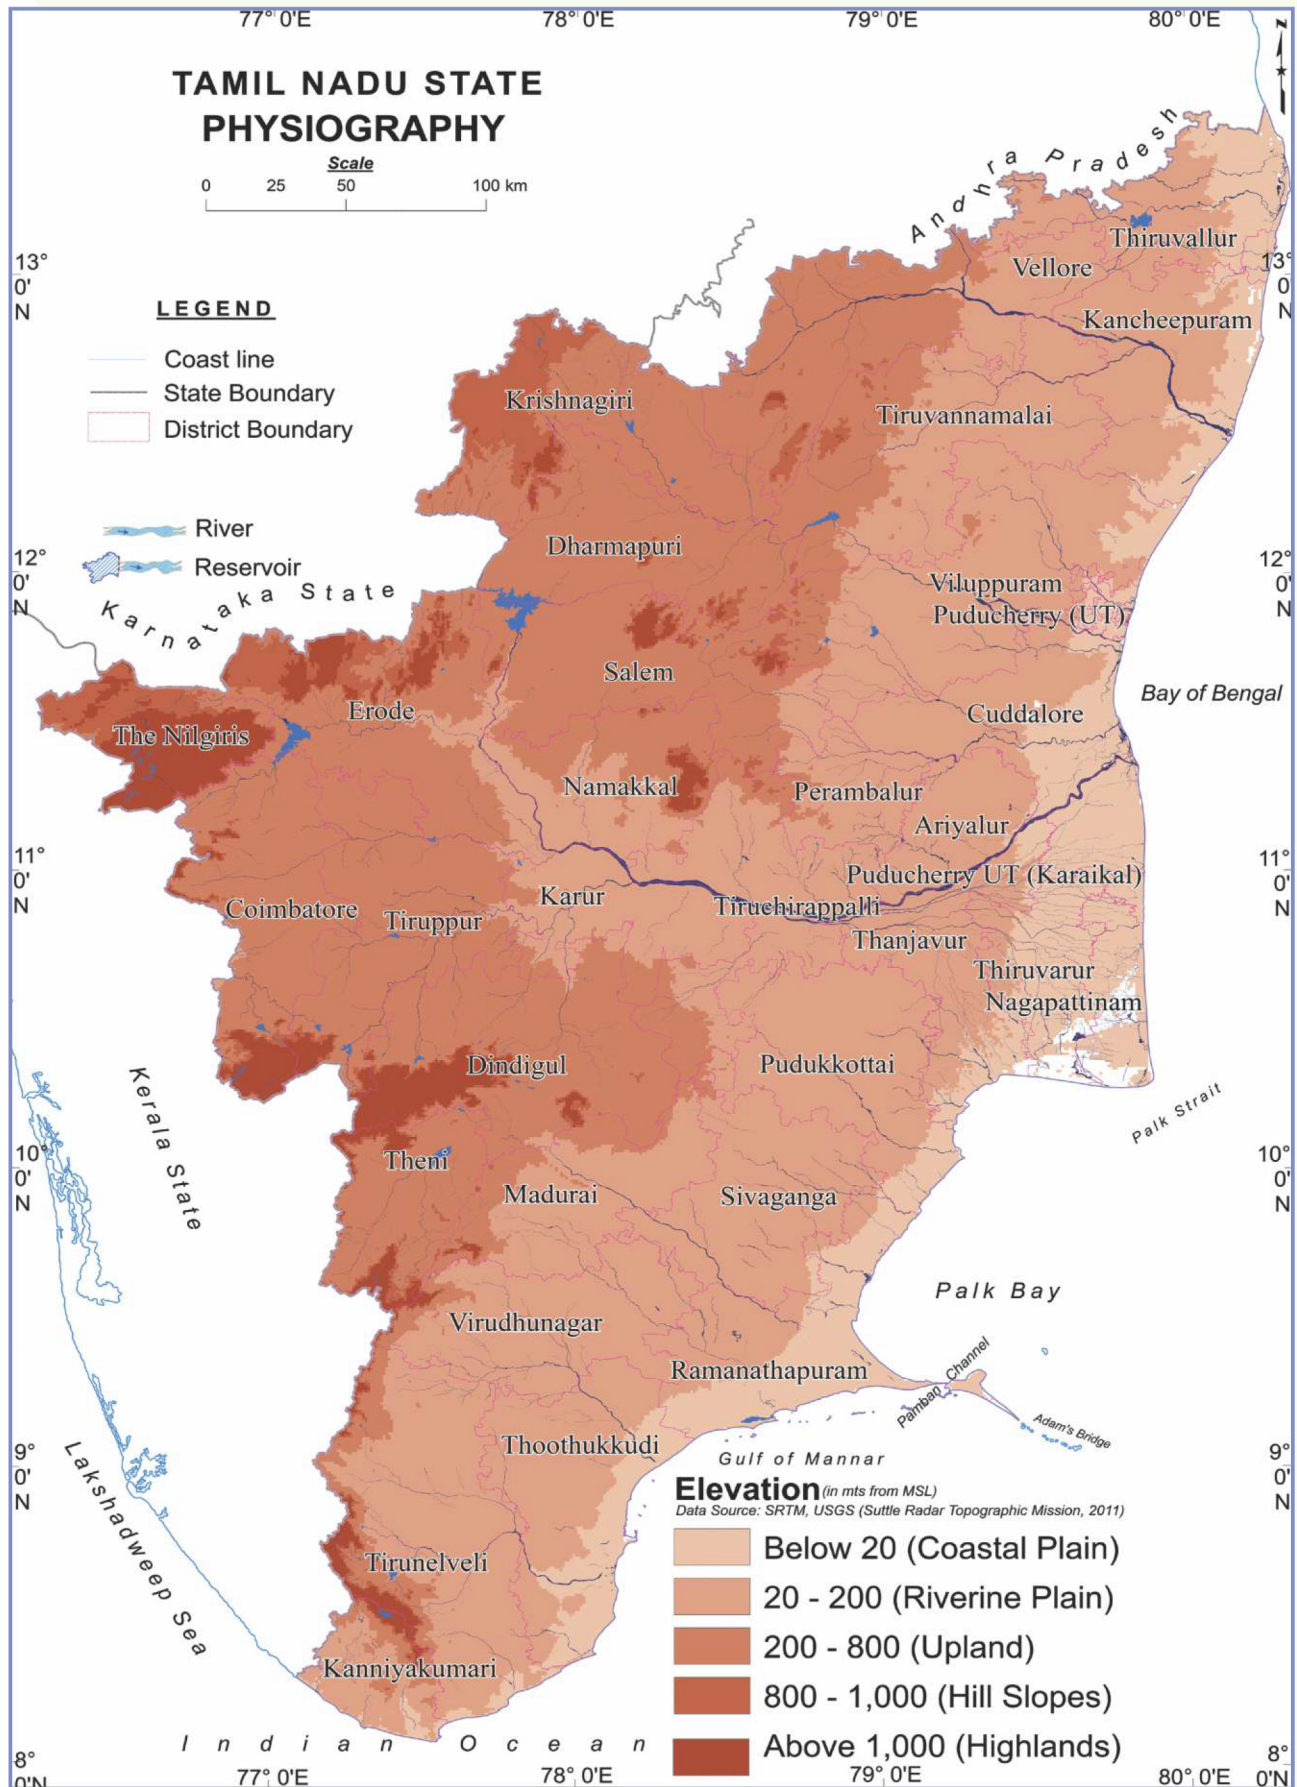 77° 0'E 78° 0'E 79° 0'E 80° 0'E
N
TAMIL NADU STATE
PHYSIOGRAPHY
Scale
0 25 50 100 km
Andhra Pradesh
Thiruvallur
13°
0'
N
13°
0'
N
Vellore
LEGEND
Kancheepuram
Coast line
State Boundary
District Boundary
Krishnagiri
Tiruvannamalai
River
Reservoir
Dharmapuri
12°
0'
N
12°
0'
N
Karnataka State
Viluppuram
Puducherry (UT)
Salem
Bay of Bengal
Erode
Cuddalore
The Nilgiris
Namakkal
Perambalur
Ariyalur
11°
0'
N
11°
0'
N
Puducherry UT (Karaikal)
Karur
Coimbatore
Tiruppur
Tiruchirappalli
Thanjavur
Thiruvarur
Nagapattinam
Dindigul
Pudukkottai
Kerala State
Palk Strait
10°
0'
N
10°
0'
N
Theni
Madurai
Sivaganga
Palk Bay
Virudhunagar
Ramanathapuram
Pamban Channel
Adam's Bridge
9°
0'
N
9°
0'
N
Thoothukkudi
Gulf of Mannar
Lakshadweep Sea
Elevation (in mts from MSL)
Data Source: SRTM, USGS (Suttle Radar Topographic Mission, 2011)
Below 20 (Coastal Plain)
20 - 200 (Riverine Plain)
200 - 800 (Upland)
800 - 1,000 (Hill Slopes)
Above 1,000 (Highlands)
Tirunelveli
Kanniyakumari
Indian Ocean
8°
0'N
8°
0'N
77° 0'E 78° 0'E 79° 0'E 80° 0'E